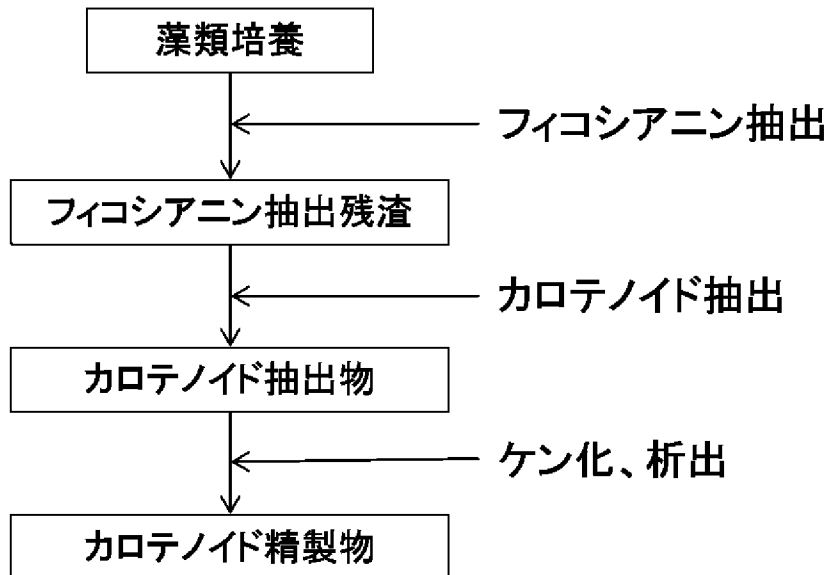 藻類培養
フィコシアニン抽出
フィコシアニン抽出残渣
カロテノイド抽出
カロテノイド抽出物
ケン化、析出
カロテノイド精製物